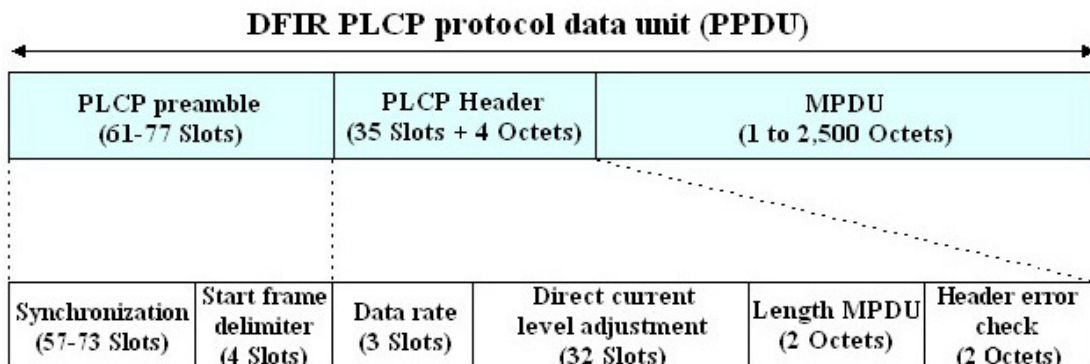 DFIR PLCP protocol data unit (PPDU)
PLCP preamble
(61-77 Slots)
PLCP Header
(35 Slots + 4 Octets)
MPDU
(1 to 2,500 Octets)
Synchronization
(57-73 Slots)
Start frame
delimiter
(4 Slots)
Data rate
(3 Slots)
Direct current
level adjustment
(32 Slots)
Length MPDU
(2 Octets)
Header error
check
(2 Octets)